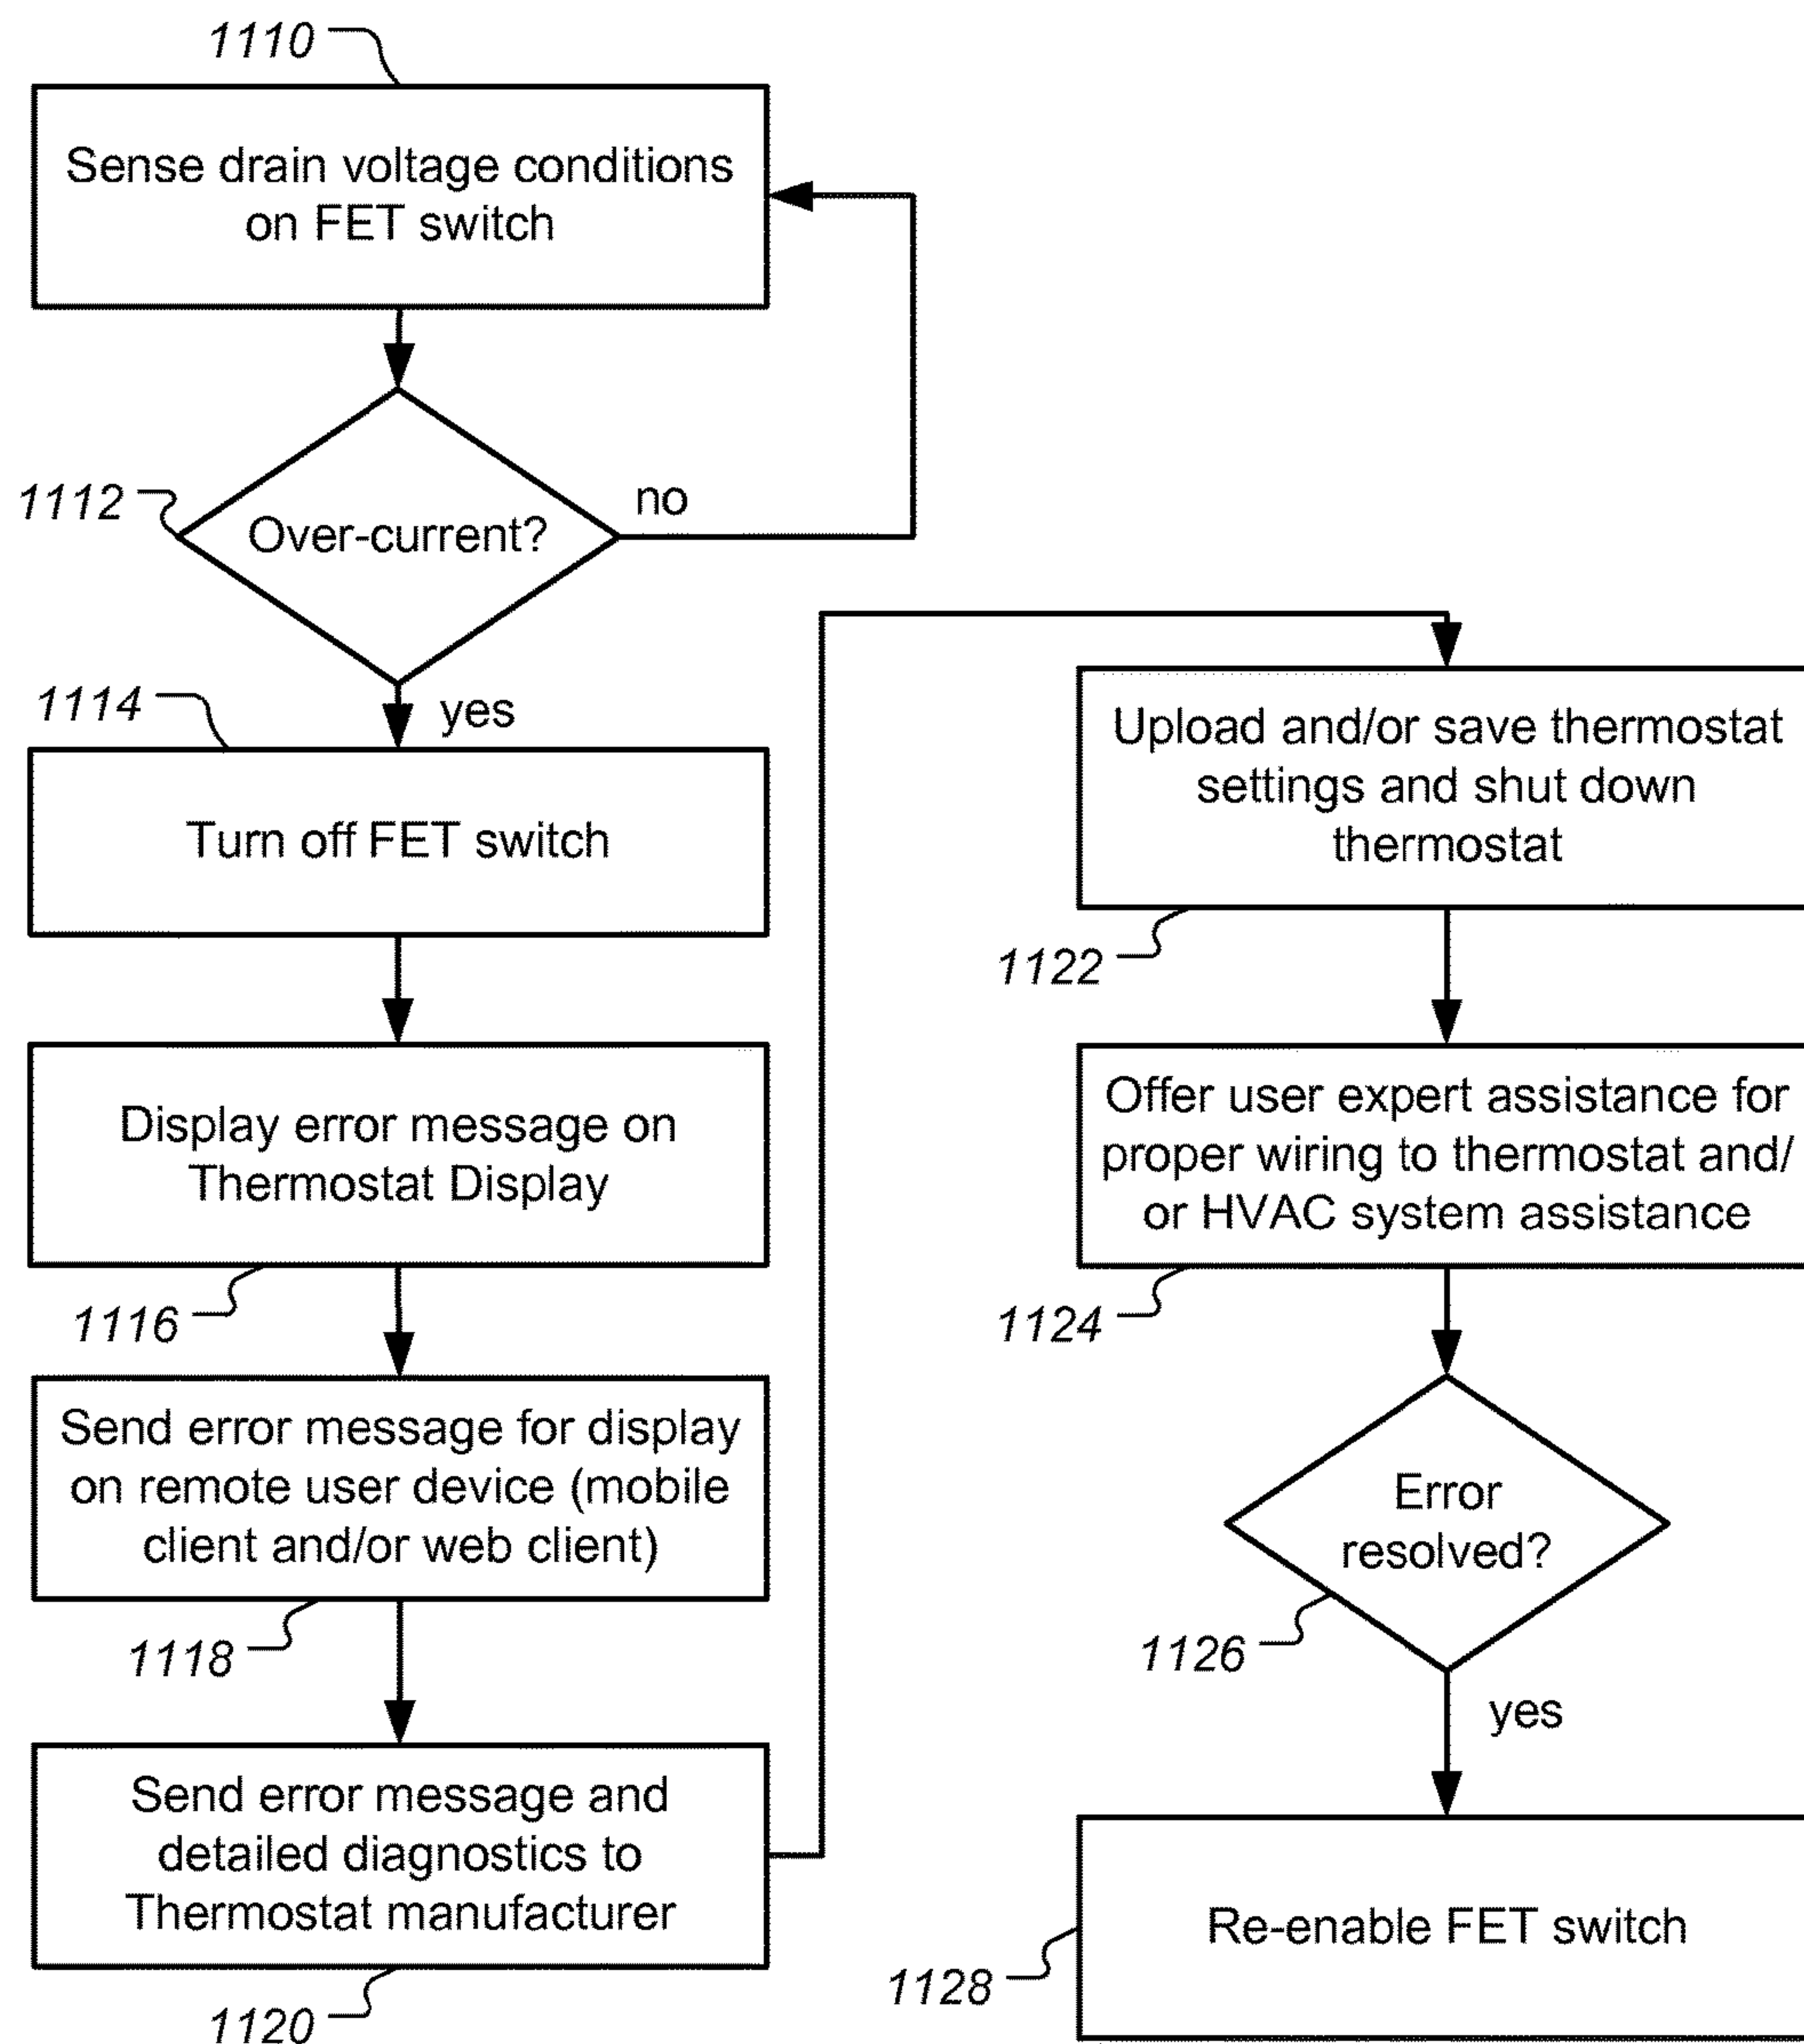 1110
Sense drain voltage conditions
on FET switch
1112
Over-current?
no
yes
1114
Turn off FET switch
Display error message on
Thermostat Display
1116
Send error message for display
on remote user device (mobile
client and/or web client)
1118
Send error message and
detailed diagnostics to
Thermostat manufacturer
1120
Upload and/or save thermostat
settings and shut down
thermostat
1122
Offer user expert assistance for
proper wiring to thermostat and/
or HVAC system assistance
1124
Error
resolved?
1126
yes
Re-enable FET switch
1128